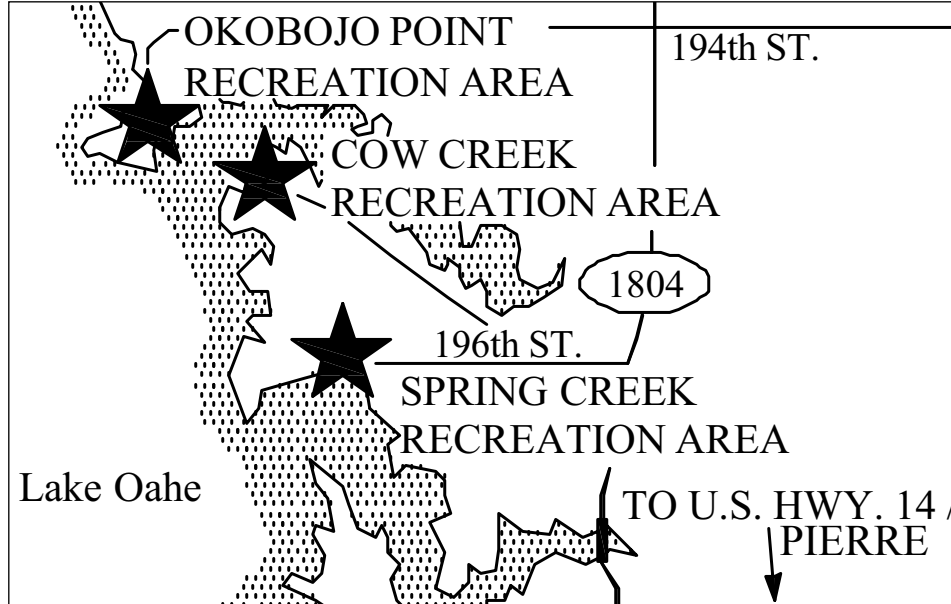 OKOBOJO POINT
RECREATION AREA
194th ST.
COW CREEK
RECREATION AREA
1804
196th ST.
SPRING CREEK
RECREATION AREA
Lake Oahe
TO U.S. HWY. 14 /
PIERRE